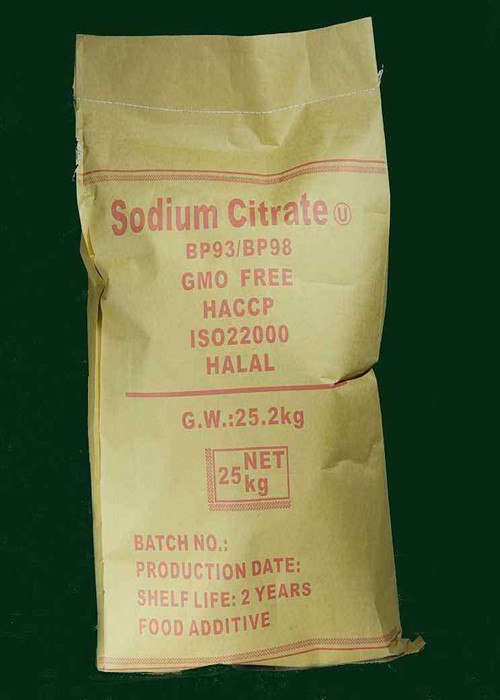 Sodium Citrate Ⓤ
BP93/BP98
GMO FREE
HACCP
ISO22000
HALAL
G.W.:25.2kg
25 NET
kg
BATCH NO.:
PRODUCTION DATE:
SHELF LIFE: 2 YEARS
FOOD ADDITIVE